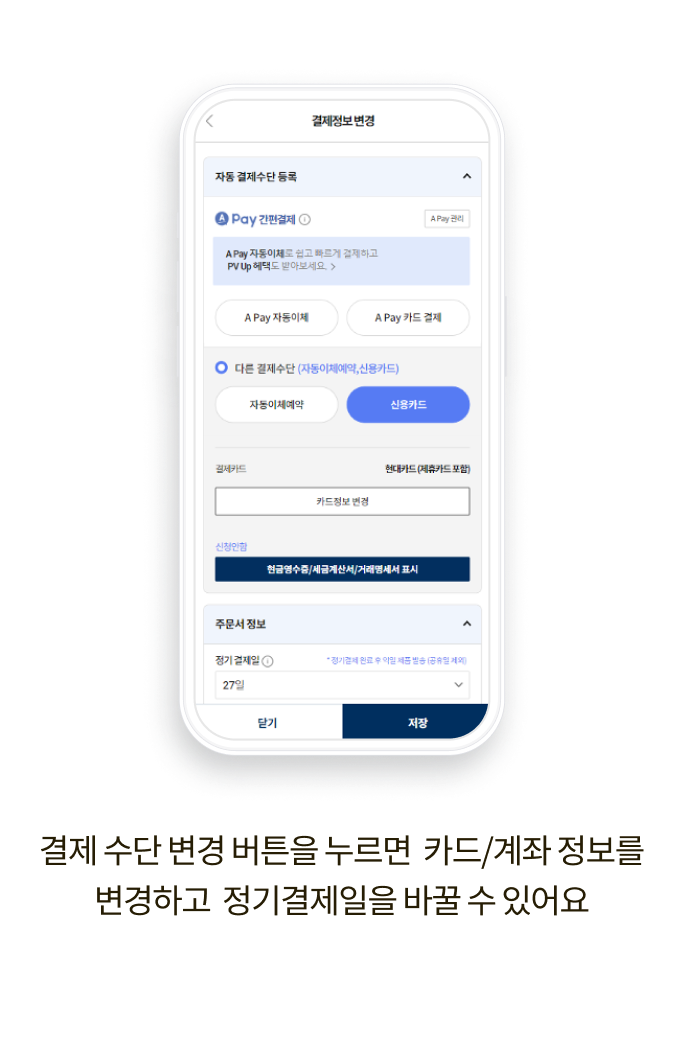 결제정보 변경
자동 결제수단 등록
A Pay 간편결제
A Pay 관리
A Pay 자동이체로 쉽고 빠르게 결제하고
PV Up 혜택도 받아보세요.
A Pay 자동이체
A Pay 카드 결제
다른 결제수단 (자동이체예약,신용카드)
자동이체예약
신용카드
결제카드
현대카드 (제휴카드 포함)
카드정보 변경
신청안함
현금영수증/세금계산서/거래명세서 표시
주문서 정보
정기 결제일
* 정기결제 완료 후 익일 제품 발송 (공휴일 제외)
27일
닫기
저장
결제 수단 변경 버튼을 누르면 카드/계좌 정보를
변경하고 정기결제일을 바꿀 수 있어요